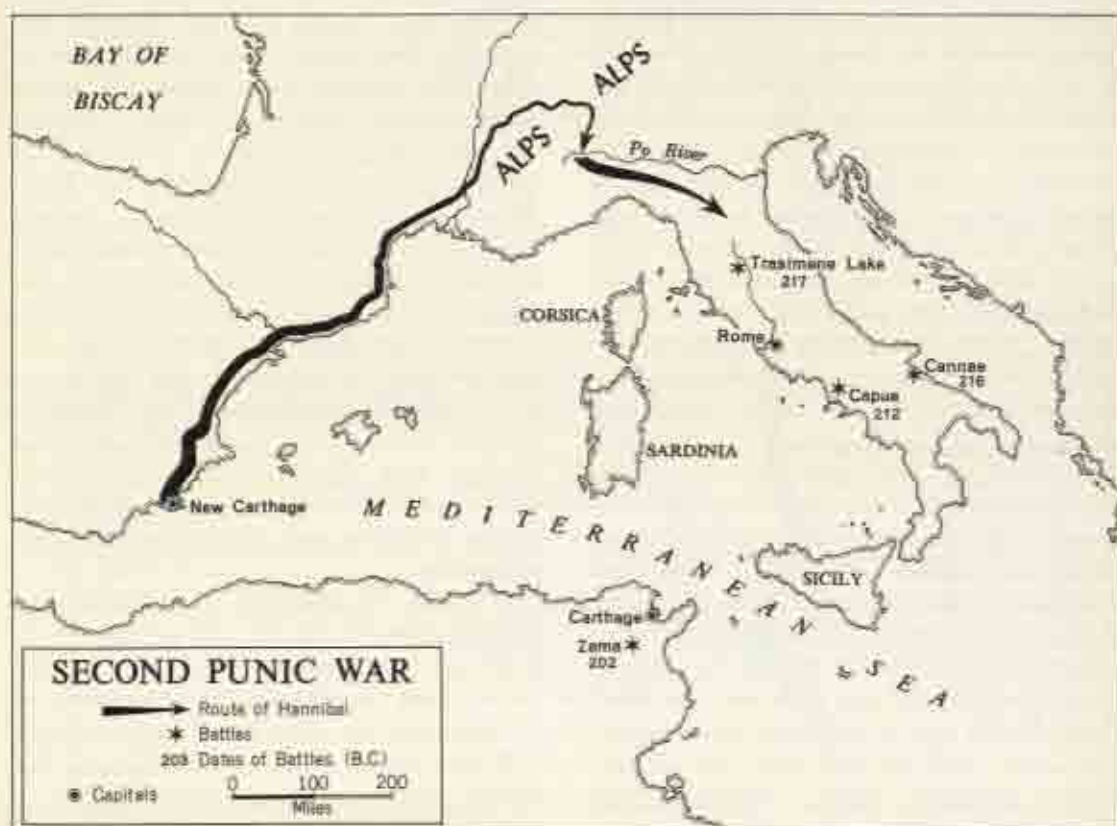 BAY OF
BISCAY
ALPS
ALPS
Po River
Trasimene Lake
217
CORSICA
Rome
Cannae
216
Capua
212
SARDINIA
New Carthage
MEDITERRANEAN SEA
SICILY
Carthage
Zama
202
SECOND PUNIC WAR
Route of Hannibal
Battles
203 Dates of Battles (B.C.)
Capitals
0 100 200
Miles